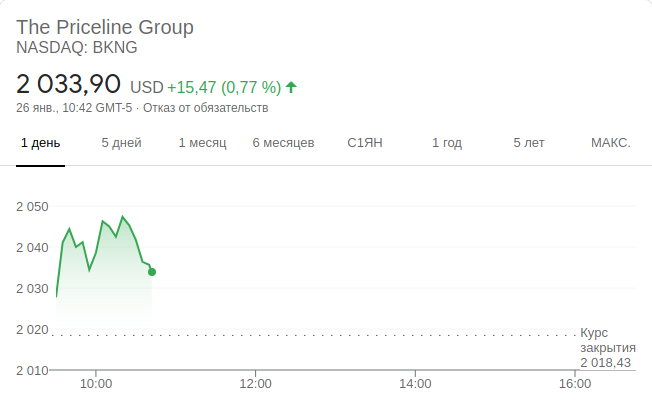 The Priceline Group
NASDAQ: BKNG
2 033,90 USD +15,47 (0,77 %)
26 янв., 10:42 GMT-5 · Отказ от обязательств
1 день 5 дней 1 месяц 6 месяцев С1ЯН 1 год 5 лет МАКС.
2 050
2 040
2 030
2 020
Курс
закрытия
2 018,43
2 010
10:00 12:00 14:00 16:00